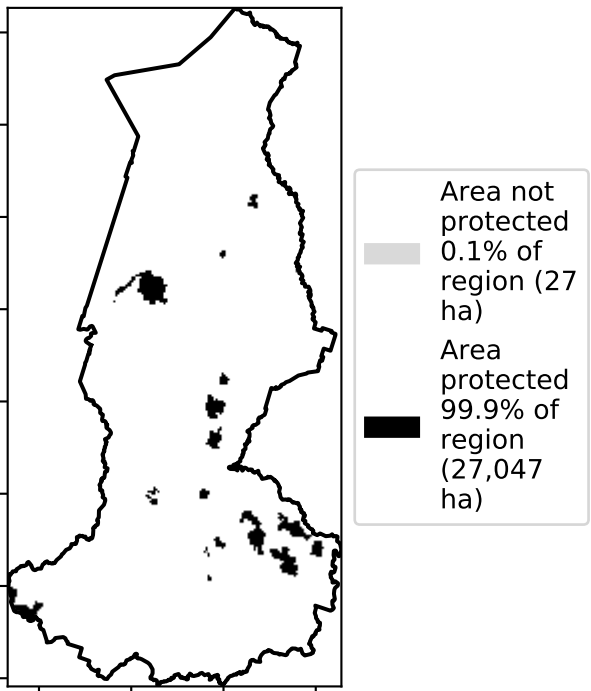 Area not
protected
0.1% of
region (27
ha)
Area
protected
99.9% of
region
(27,047
ha)